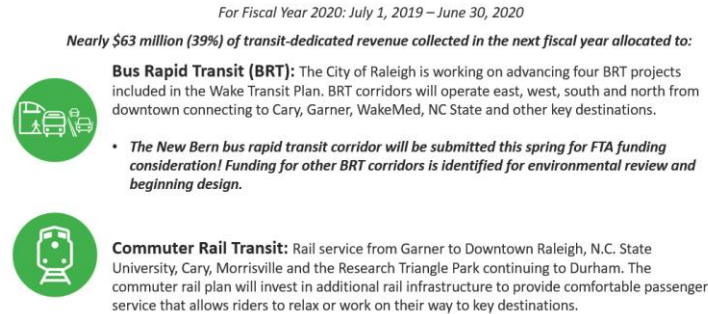 For Fiscal Year 2020: July 1, 2019 – June 30, 2020
Nearly $63 million (39%) of transit-dedicated revenue collected in the next fiscal year allocated to:
Bus Rapid Transit (BRT): The City of Raleigh is working on advancing four BRT projects
included in the Wake Transit Plan. BRT corridors will operate east, west, south and north from
downtown connecting to Cary, Garner, WakeMed, NC State and other key destinations.
• The New Bern bus rapid transit corridor will be submitted this spring for FTA funding
consideration! Funding for other BRT corridors is identified for environmental review and
beginning design.
Commuter Rail Transit: Rail service from Garner to Downtown Raleigh, N.C. State
University, Cary, Morrisville and the Research Triangle Park continuing to Durham. The
commuter rail plan will invest in additional rail infrastructure to provide comfortable passenger
service that allows riders to relax or work on their way to key destinations.